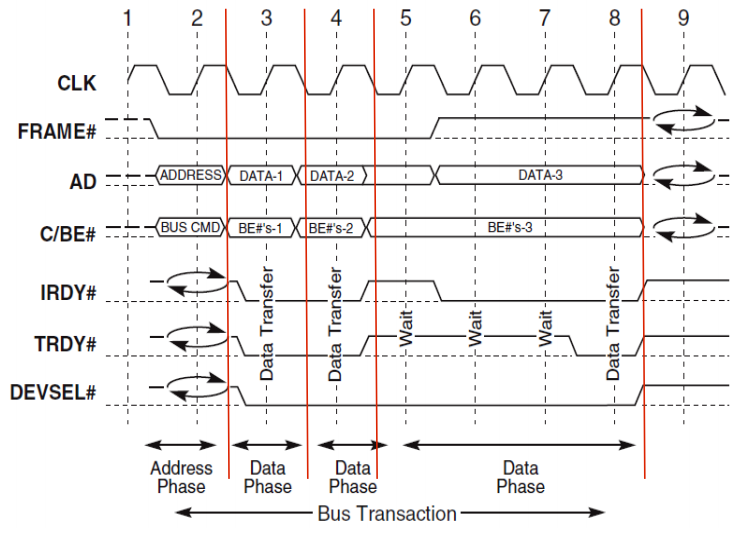 1 2 3 4 5 6 7 8 9
CLK
FRAME#
AD ADDRESS DATA-1 DATA-2 DATA-3
C/BE# BUS CMD BE#'s-1 BE#'s-2 BE#'s-3
IRDY#
Data Transfer Data Transfer Wait Wait Wait Data Transfer
TRDY#
DEVSEL#
Address Data Data Data
Phase Phase Phase Phase
Bus Transaction